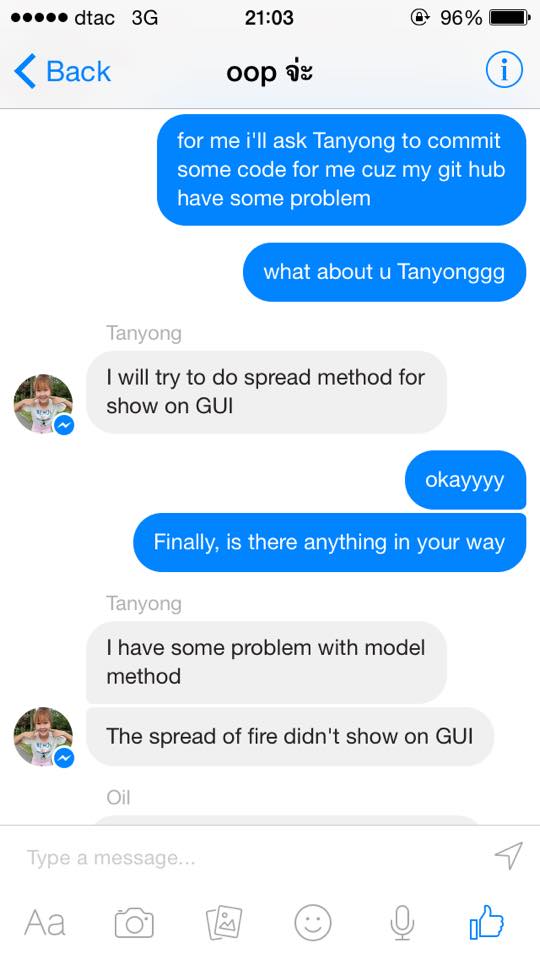 dtac 3G 21:03 96%
Back oop จ่ะ
for me i'll ask Tanyong to commit
some code for me cuz my git hub
have some problem
what about u Tanyonggg
Tanyong
I will try to do spread method for
show on GUI
okayyyy
Finally, is there anything in your way
Tanyong
I have some problem with model
method
The spread of fire didn't show on GUI
Oil
Type a message...
Aa